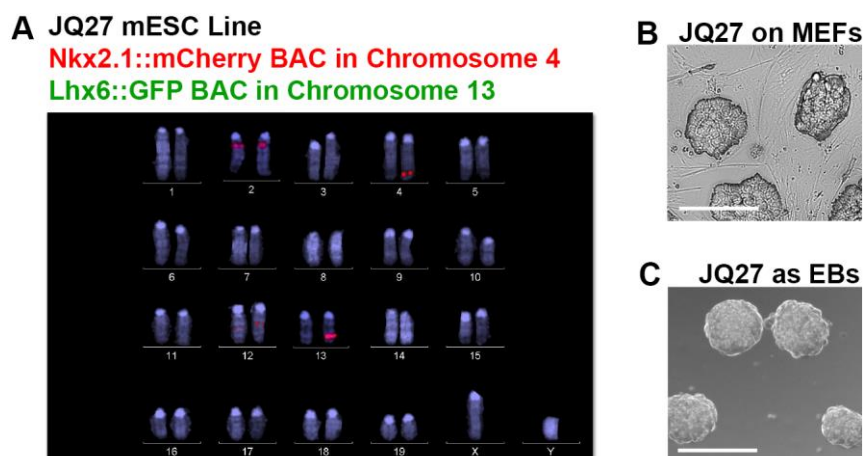 A JQ27 mESC Line
Nkx2.1::mCherry BAC in Chromosome 4
Lhx6::GFP BAC in Chromosome 13
1 2 3 4 5
6 7 8 9 10
11 12 13 14 15
16 17 18 19 X Y
B JQ27 on MEFs
C JQ27 as EBs